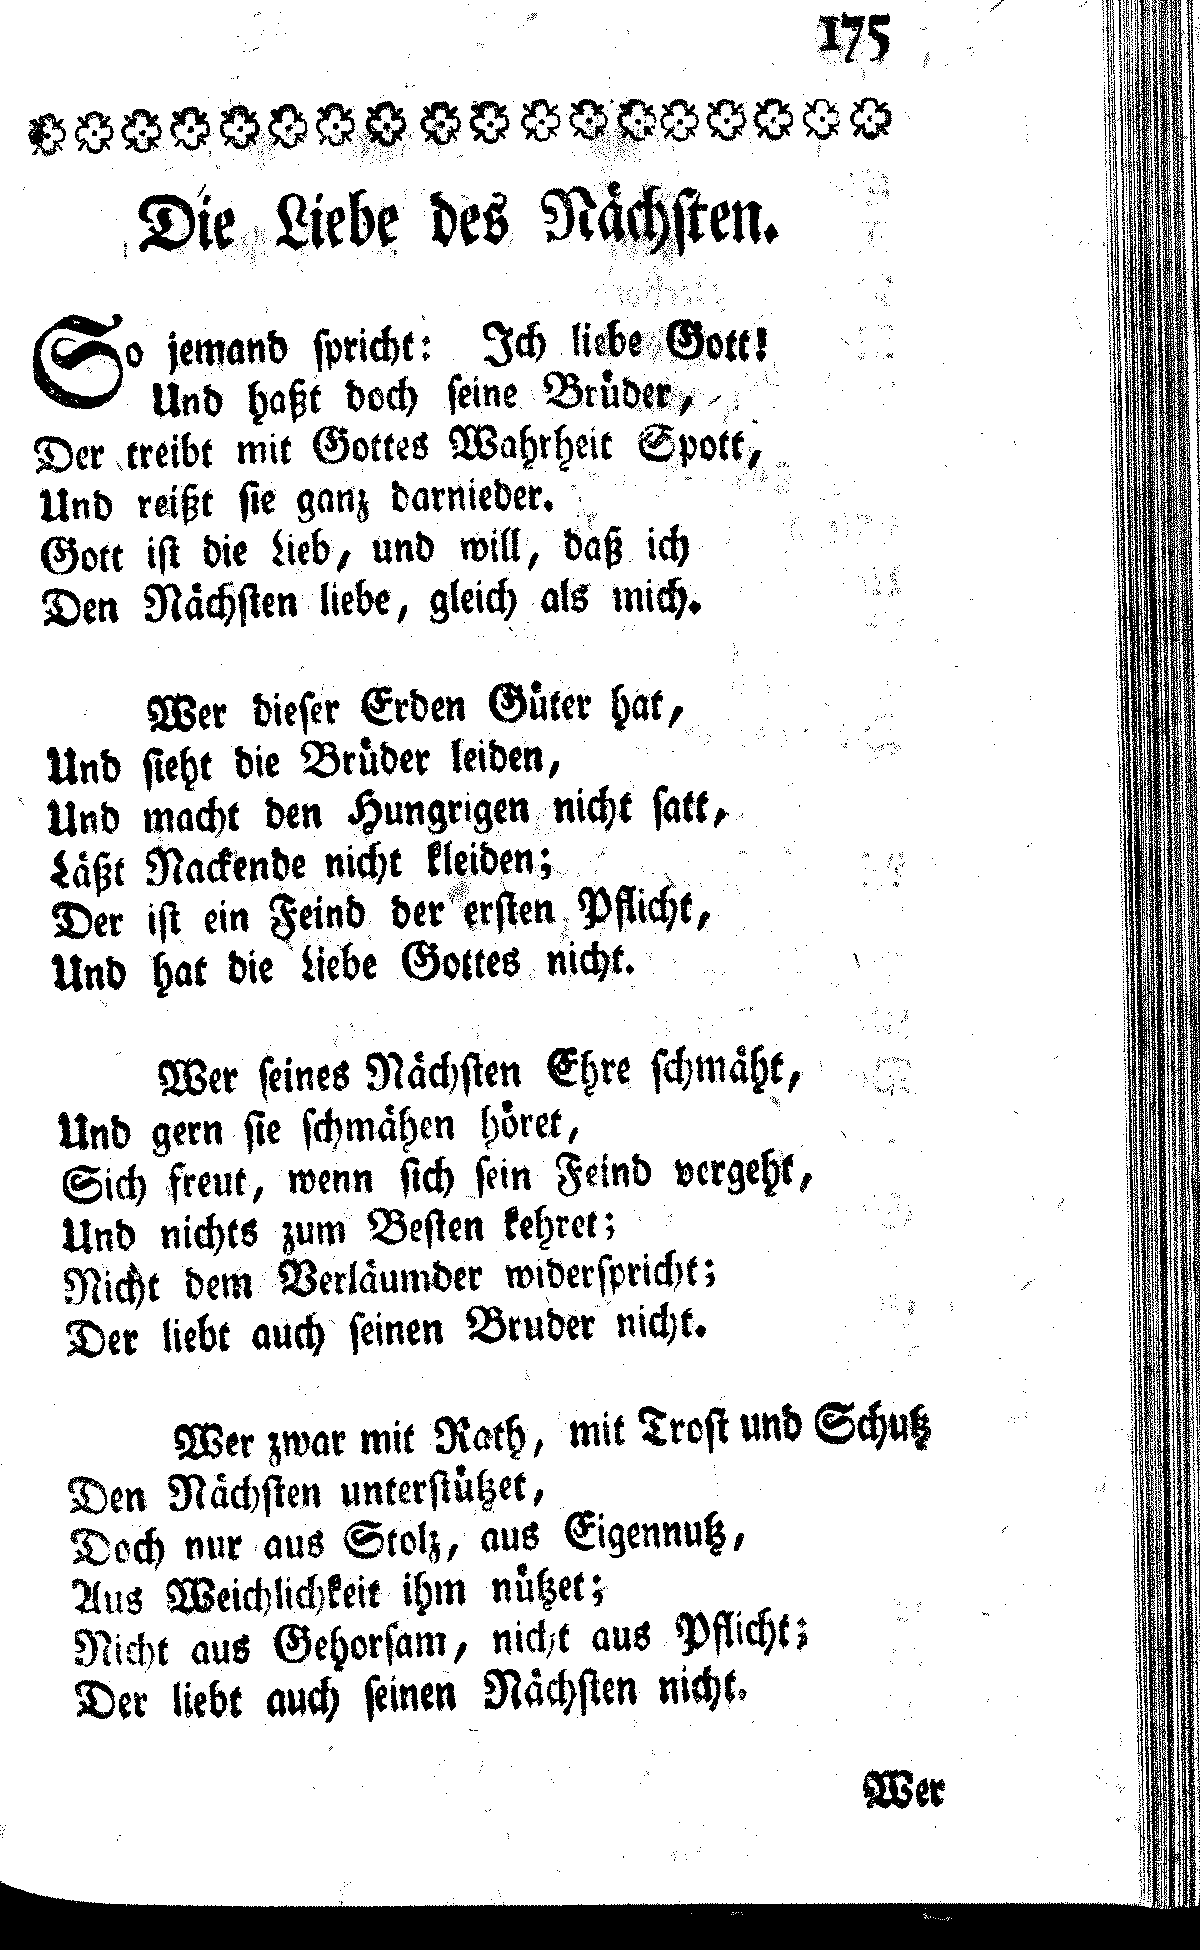 175
Die Liebe des Nächsten.
So jemand spricht: Ich liebe Gott!
Und haßt doch seine Brüder,
Der treibt mit Gottes Wahrheit Spott,
Und reißt sie ganz darnieder.
Gott ist die Lieb, und will, daß ich
Den Nächsten liebe, gleich als mich.
Wer dieser Erden Güter hat,
Und sieht die Brüder leiden,
Und macht den Hungrigen nicht satt,
Läßt Nackende nicht kleiden;
Der ist ein Feind der ersten Pflicht,
Und hat die Liebe Gottes nicht.
Wer seines Nächsten Ehre schmäht,
Und gern sie schmähen höret,
Sich freut, wenn sich sein Feind vergeht,
Und nichts zum Besten kehret;
Nicht dem Verläumder widerspricht;
Der liebt auch seinen Bruder nicht.
Wer zwar mit Rath, mit Trost und Schutz
Den Nächsten unterstützet,
Doch nur aus Stolz, aus Eigennutz,
Aus Weichlichkeit ihm nützet;
Nicht aus Gehorsam, nicht aus Pflicht;
Der liebt auch seinen Nächsten nicht.
Wer